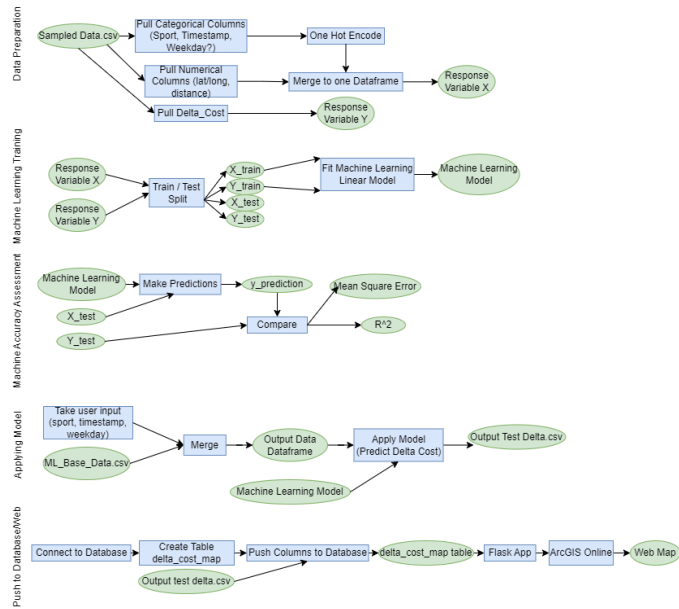 Data Preparation
Sampled Data.csv
Pull Categorical Columns
(Sport, Timestamp,
Weekday?)
One Hot Encode
Pull Numerical
Columns (lat/long,
distance)
Merge to one Dataframe
Response
Variable X
Pull Delta_Cost
Response
Variable Y
Machine Learning Training
Response
Variable X
Response
Variable Y
Train / Test
Split
X_train
Y_train
X_test
Y_test
Fit Machine Learning
Linear Model
Machine Learning
Model
Machine Accuracy Assessment
Machine Learning
Model
Make Predictions
y_prediction
Mean Square Error
X_test
Y_test
Compare
R^2
Applying Model
Take user input
(sport, timestamp,
weekday)
ML_Base_Data.csv
Merge
Output Data
Dataframe
Apply Model
(Predict Delta Cost)
Output Test Delta.csv
Machine Learning Model
Push to Database/Web
Connect to Database
Create Table
delta_cost_map
Push Columns to Database
delta_cost_map table
Flask App
ArcGIS Online
Web Map
Output test delta.csv